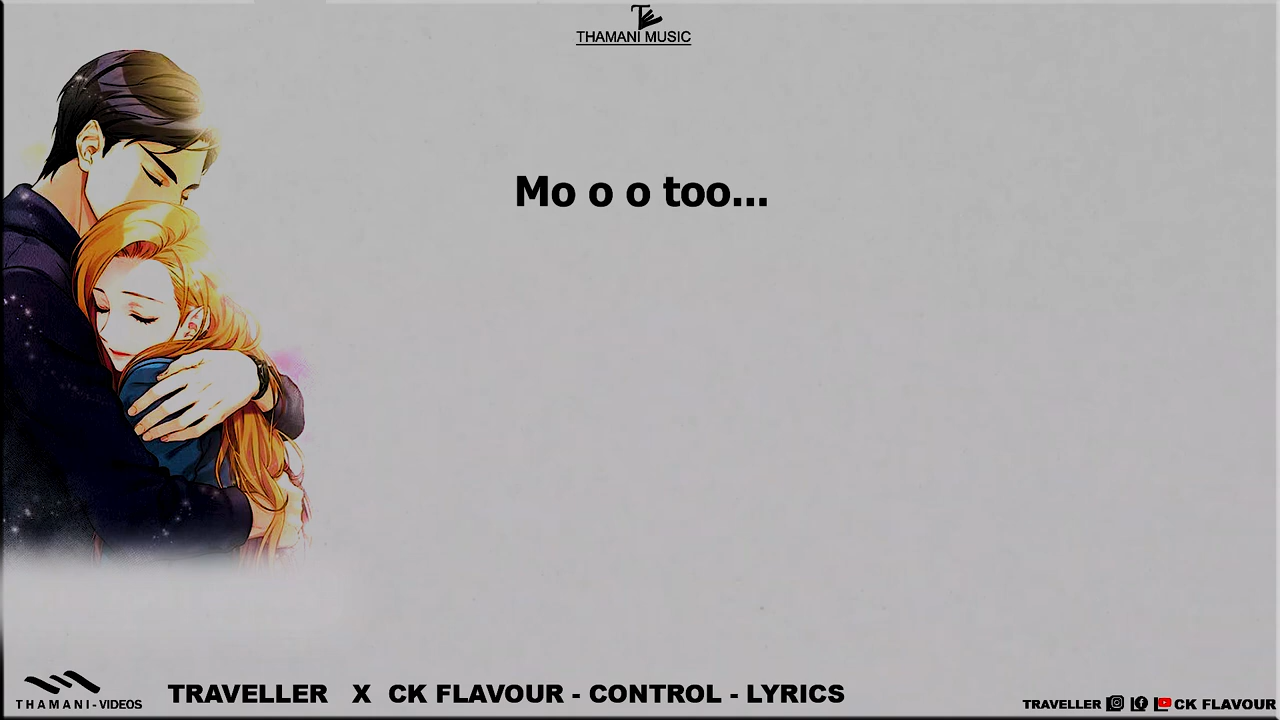 THAMANI MUSIC
Mo o o too...
THAMANI-VIDEOS
TRAVELLER X CK FLAVOUR - CONTROL - LYRICS
TRAVELLER CK FLAVOUR